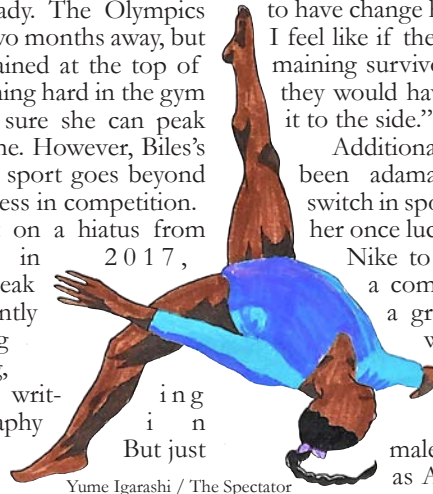 ady. The Olympics
wo months away, but
ained at the top of
ning hard in the gym
sure she can peak
ne. However, Biles's
sport goes beyond
ess in competition.
on a hiatus from
in 2017,
eak
ntly
g
g,
writ- ing
aphy i n
But just
to have change
I feel like if the
maining survivo
they would hav
it to the side.”
Additiona
been adama
switch in spo
her once luc
Nike to
a com
a gr
w
male
as A
Yume Igarashi / The Spectator